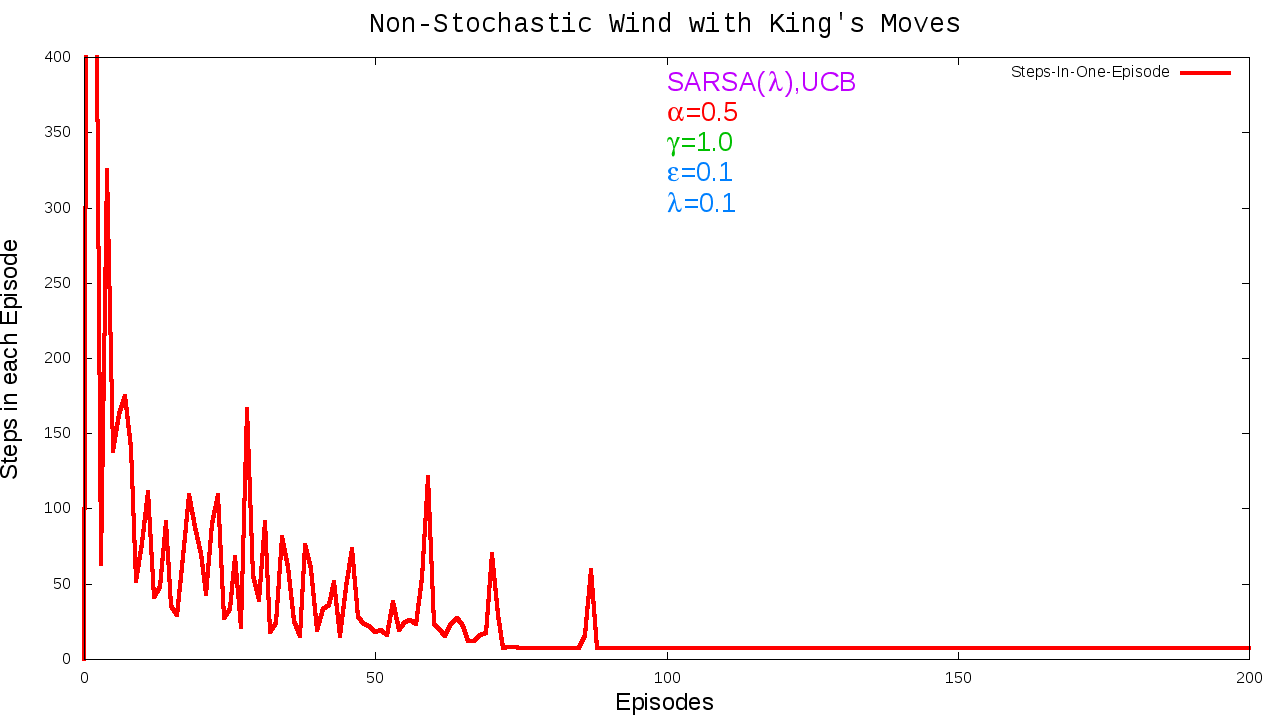 Non-Stochastic Wind with King's Moves
Steps-In-One-Episode
SARSA(λ),UCB
α=0.5
γ=1.0
ε=0.1
λ=0.1
Steps in each Episode
400
350
300
250
200
150
100
50
0
0 50 100 150 200
Episodes